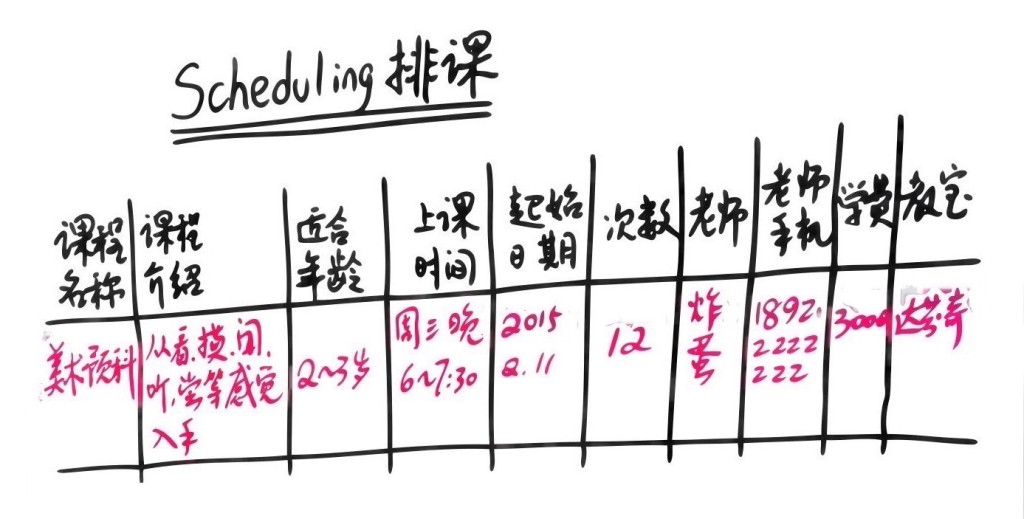 Scheduling 排课
课程名称 课程介绍 适合年龄 上课时间 起始日期 次数 老师 老师手机 学员 教室
美术预科 从看.摸.闻.听.尝等感觉入手 2~3岁 周三晚6~7:30 2015 2.11 12 炸蛋 1892 2222 222 3000 达芬奇